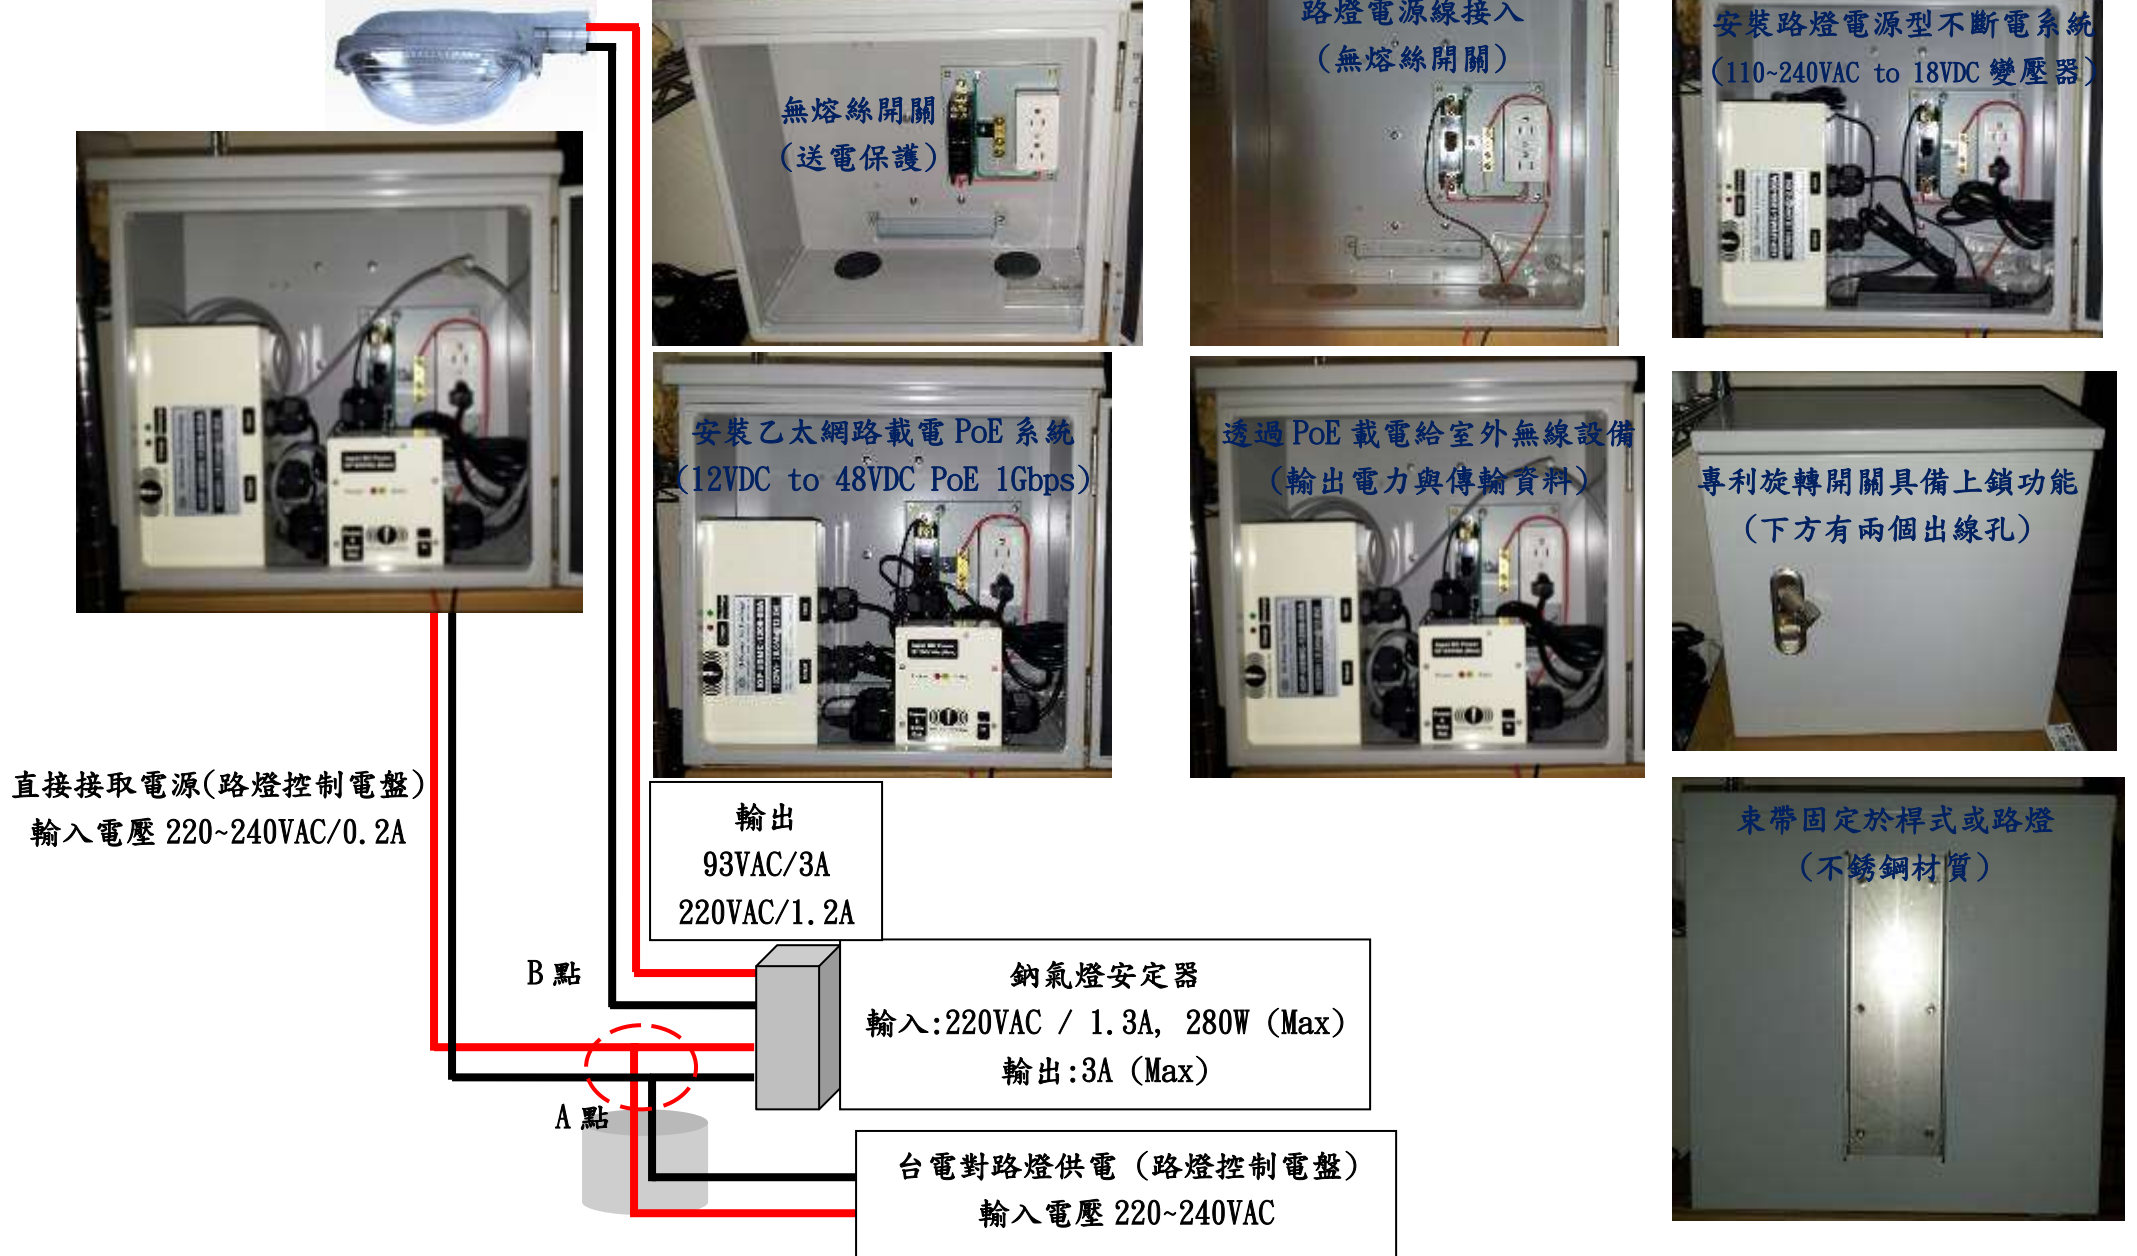 路燈電源線接入
(無熔絲開關)
安裝路燈電源型不斷電系統
(110~240VAC to 18VDC 變壓器)
無熔絲開關
(送電保護)
安裝乙太網路載電 PoE 系統
(12VDC to 48VDC PoE 1Gbps)
透過 PoE 載電給室外無線設備
(輸出電力與傳輸資料)
專利旋轉開關具備上鎖功能
(下方有兩個出線孔)
直接接取電源(路燈控制電盤)
輸入電壓 220~240VAC/0.2A
輸出
93VAC/3A
220VAC/1.2A
束帶固定於桿式或路燈
(不銹鋼材質)
B 點
鈉氣燈安定器
輸入:220VAC / 1.3A, 280W (Max)
輸出:3A (Max)
A 點
台電對路燈供電 (路燈控制電盤)
輸入電壓 220~240VAC